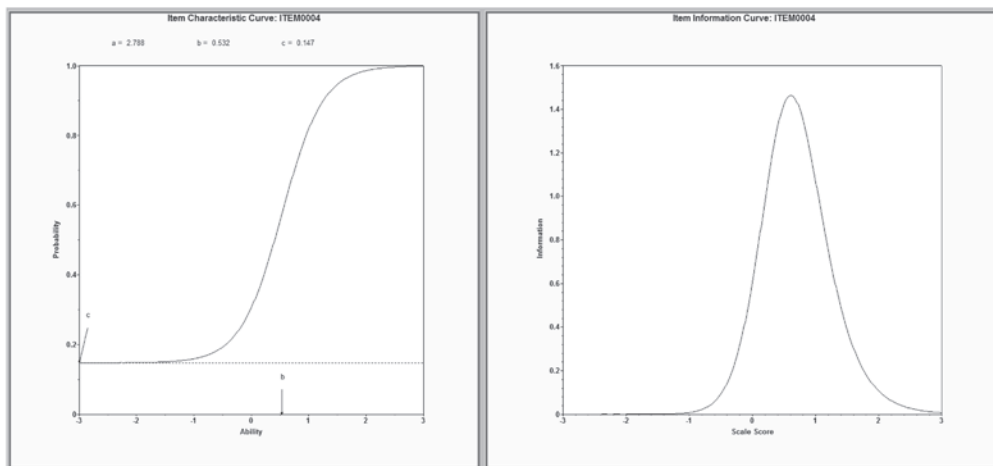 Item Characteristic Curve: ITEM0004
a = 2.788 b = 0.532 c = 0.147
1.0
0.8
0.6
0.4
0.2
0
Probability
c
b
-3 -2 -1 0 1 2 3
Ability
Item Information Curve: ITEM0004
1.6
1.4
1.2
1.0
0.8
0.6
0.4
0.2
0
Information
-3 -2 -1 0 1 2 3
Scale Score